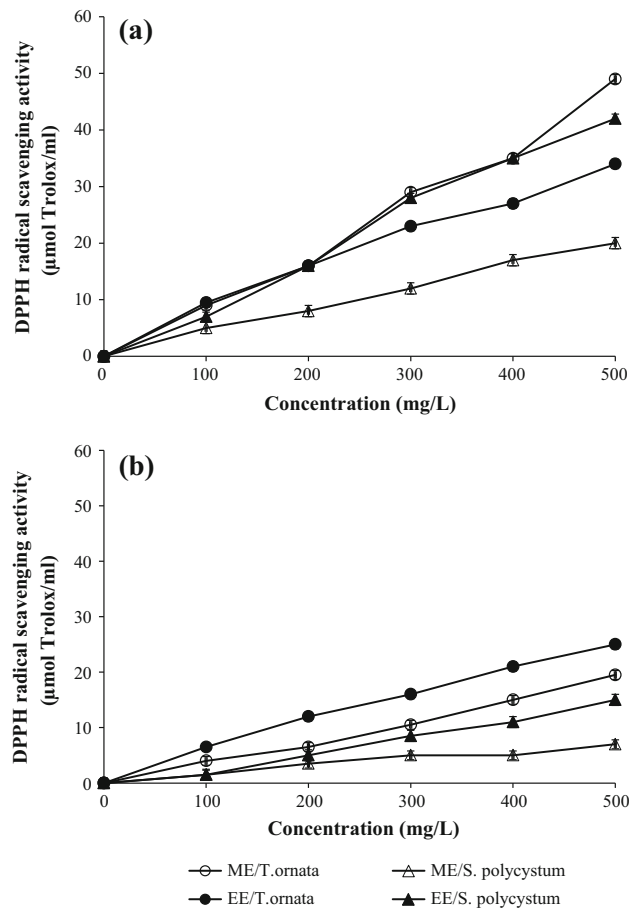 (a)
DPPH radical scavenging activity
(µmol Trolox/ml)
60
50
40
30
20
10
0
0 100 200 300 400 500
Concentration (mg/L)
(b)
DPPH radical scavenging activity
(µmol Trolox/ml)
60
50
40
30
20
10
0
0 100 200 300 400 500
Concentration (mg/L)
ME/T.ornata ME/S. polycystum
EE/T.ornata EE/S. polycystum